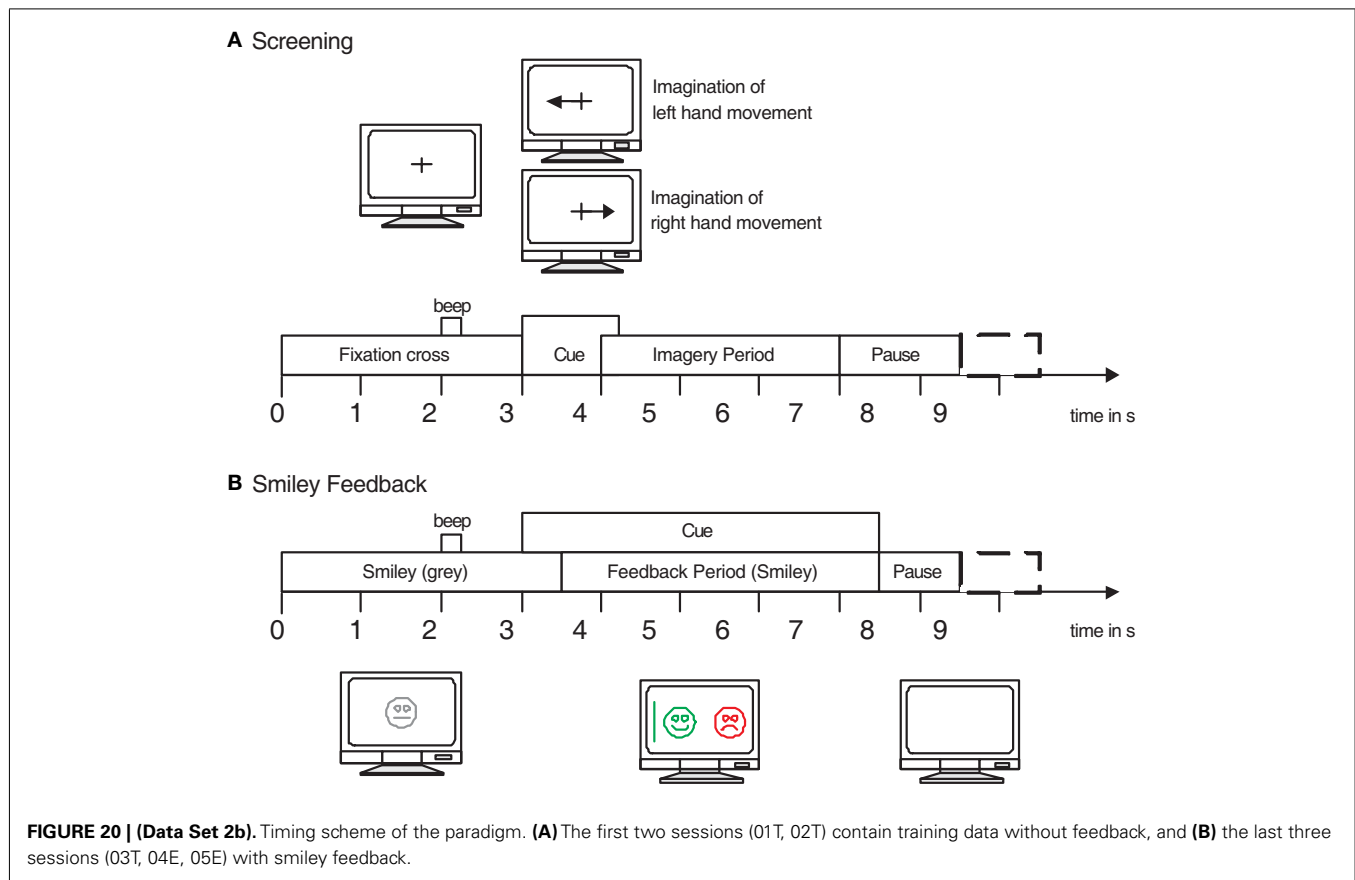 A Screening
Imagination of
left hand movement
Imagination of
right hand movement
beep
Fixation cross Cue Imagery Period Pause
0 1 2 3 4 5 6 7 8 9 time in s
B Smiley Feedback
beep
Cue
Smiley (grey) Feedback Period (Smiley) Pause
0 1 2 3 4 5 6 7 8 9 time in s
FIGURE 20 | (Data Set 2b). Timing scheme of the paradigm. (A) The first two sessions (01T, 02T) contain training data without feedback, and (B) the last three
sessions (03T, 04E, 05E) with smiley feedback.